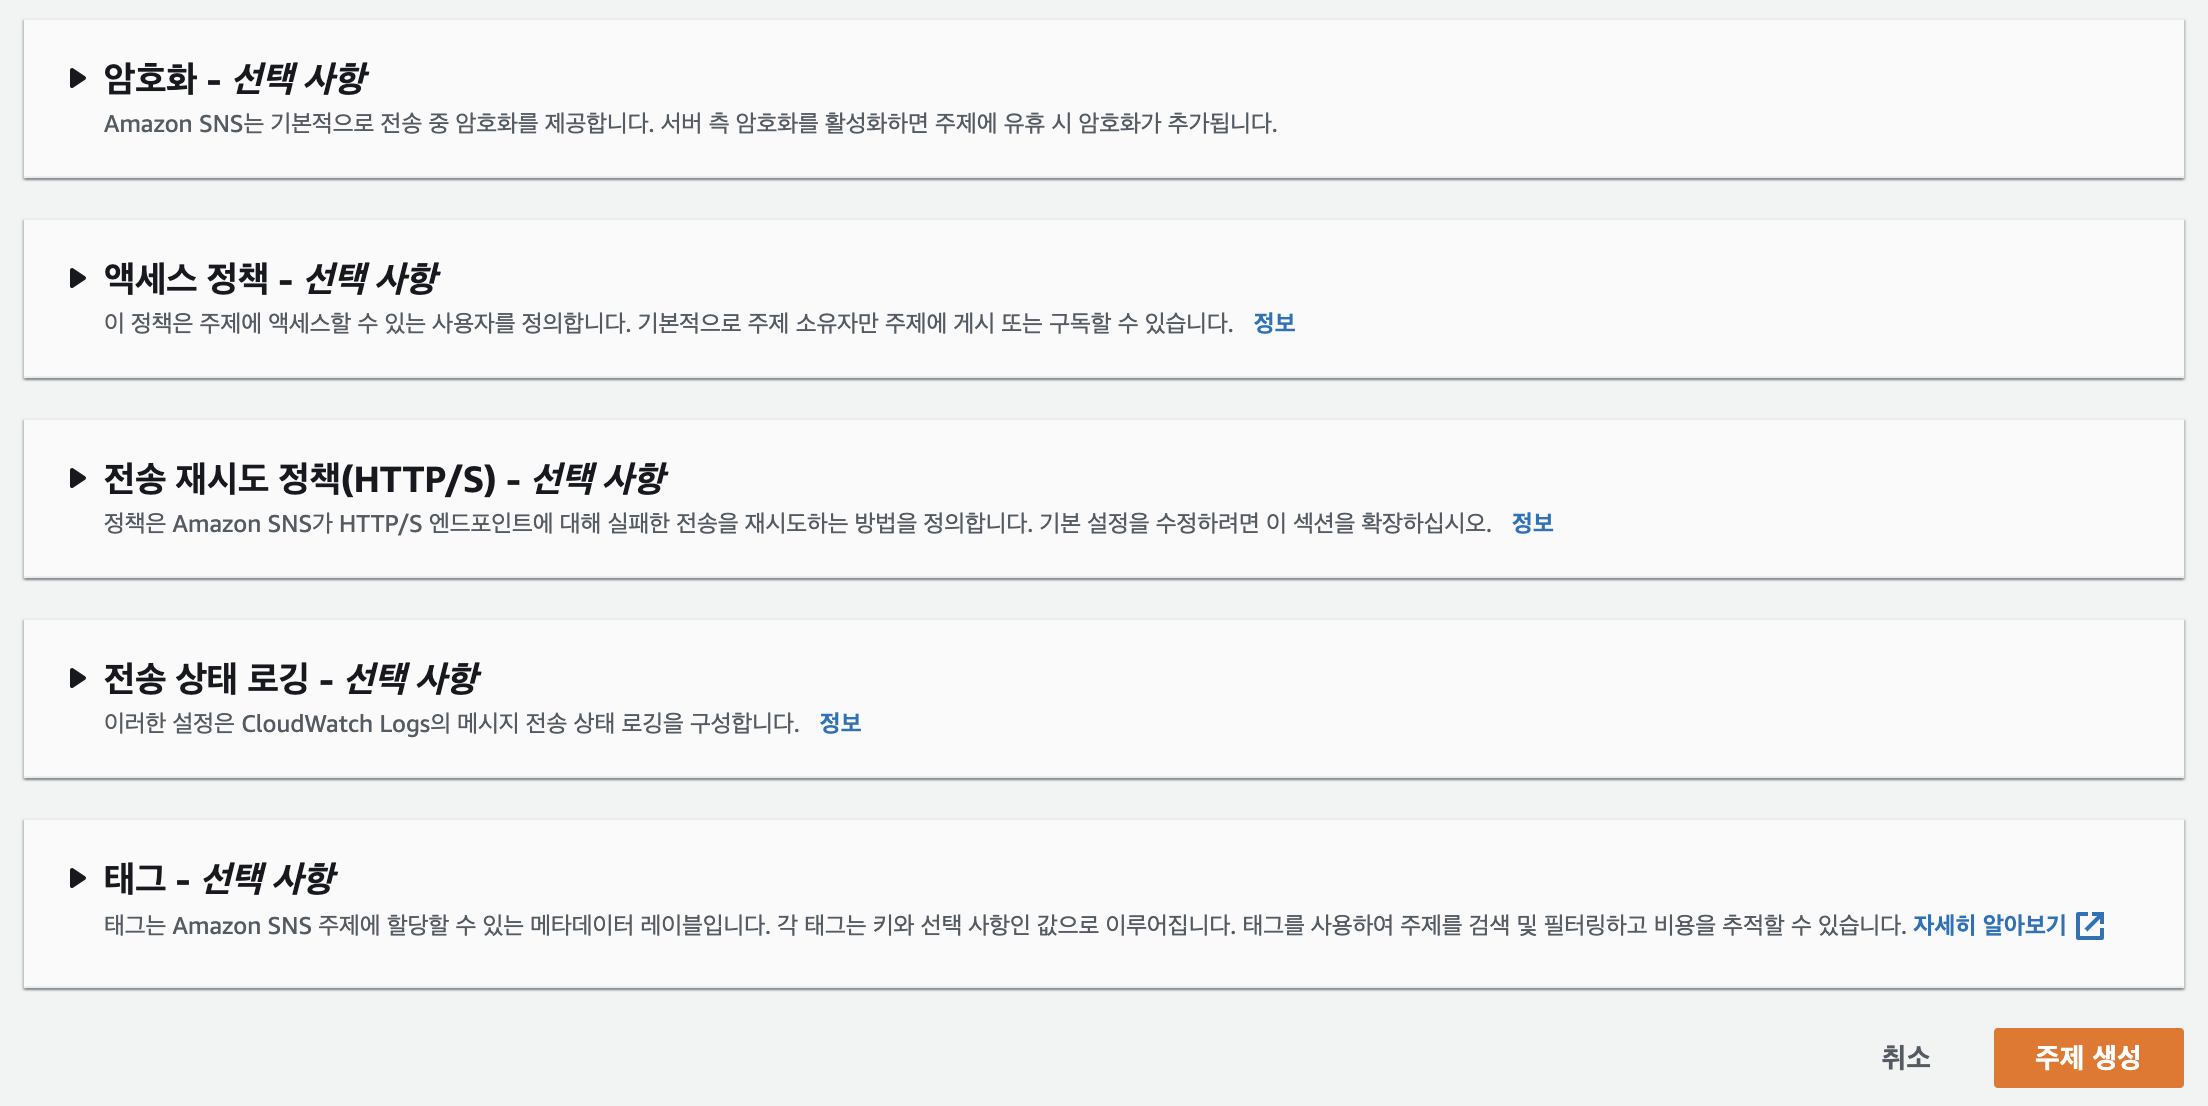 암호화 - 선택 사항
Amazon SNS는 기본적으로 전송 중 암호화를 제공합니다. 서버 측 암호화를 활성화하면 주제에 유휴 시 암호화가 추가됩니다.
액세스 정책 - 선택 사항
이 정책은 주제에 액세스할 수 있는 사용자를 정의합니다. 기본적으로 주제 소유자만 주제에 게시 또는 구독할 수 있습니다. 정보
전송 재시도 정책(HTTP/S) - 선택 사항
정책은 Amazon SNS가 HTTP/S 엔드포인트에 대해 실패한 전송을 재시도하는 방법을 정의합니다. 기본 설정을 수정하려면 이 섹션을 확장하십시오. 정보
전송 상태 로깅 - 선택 사항
이러한 설정은 CloudWatch Logs의 메시지 전송 상태 로깅을 구성합니다. 정보
태그 - 선택 사항
태그는 Amazon SNS 주제에 할당할 수 있는 메타데이터 레이블입니다. 각 태그는 키와 선택 사항인 값으로 이루어집니다. 태그를 사용하여 주제를 검색 및 필터링하고 비용을 추적할 수 있습니다. 자세히 알아보기
취소 주제 생성